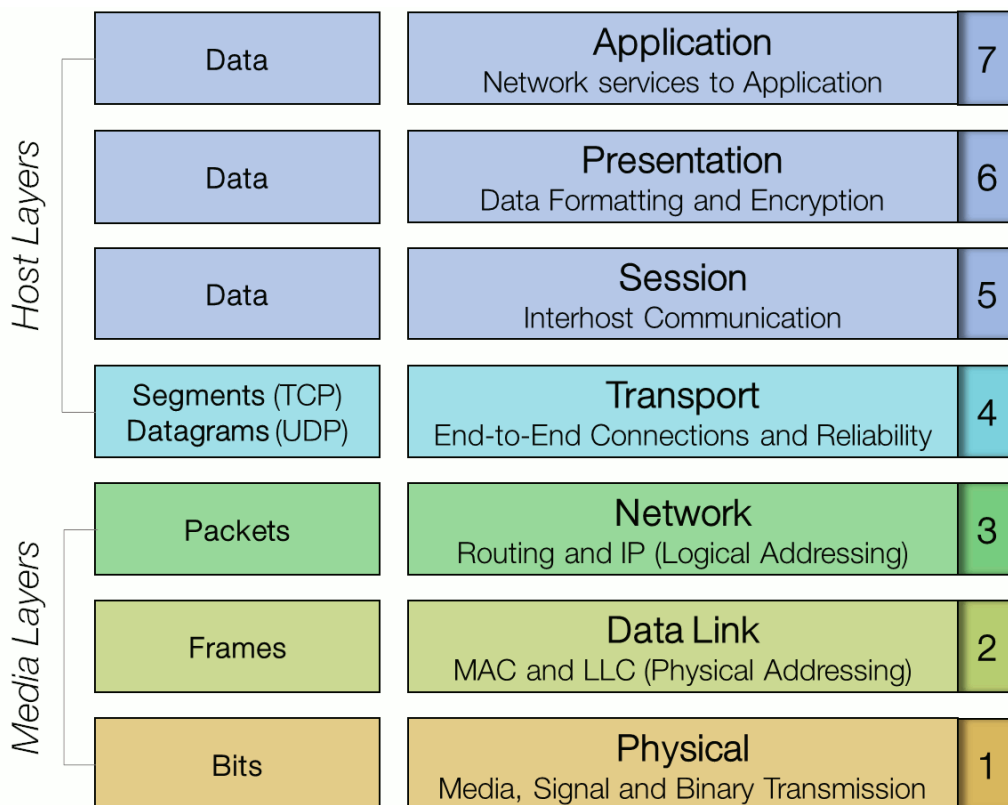 Host Layers
Data
Application
Network services to Application
7
Data
Presentation
Data Formatting and Encryption
6
Data
Session
Interhost Communication
5
Segments (TCP)
Datagrams (UDP)
Transport
End-to-End Connections and Reliability
4
Media Layers
Packets
Network
Routing and IP (Logical Addressing)
3
Frames
Data Link
MAC and LLC (Physical Addressing)
2
Bits
Physical
Media, Signal and Binary Transmission
1